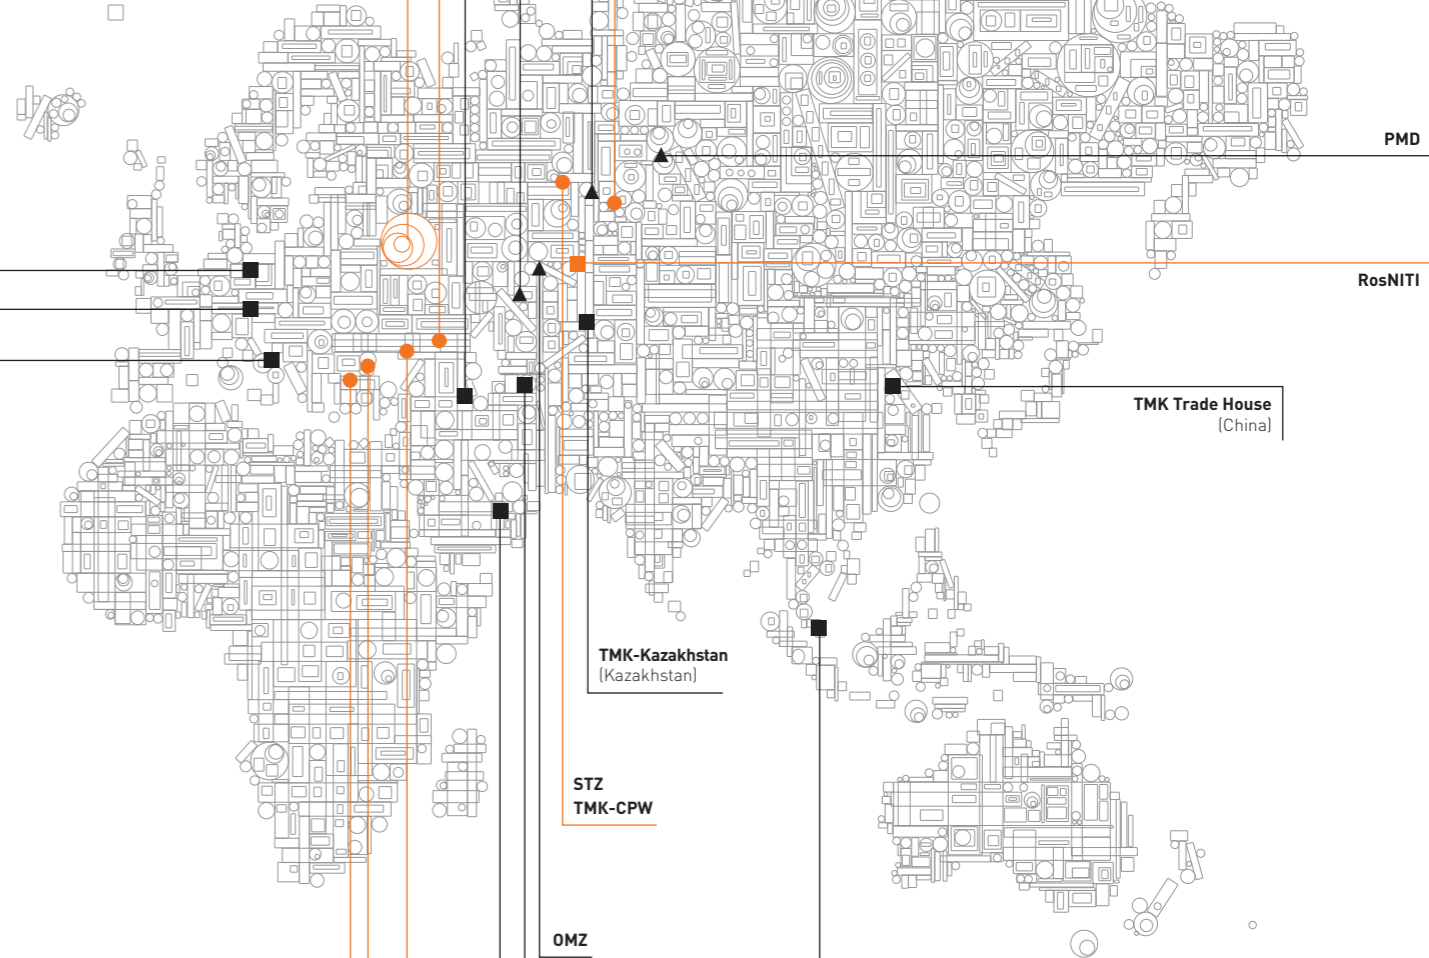 PMD
RosNITI
TMK Trade House
(China)
TMK-Kazakhstan
(Kazakhstan)
STZ
TMK-CPW
OMZ